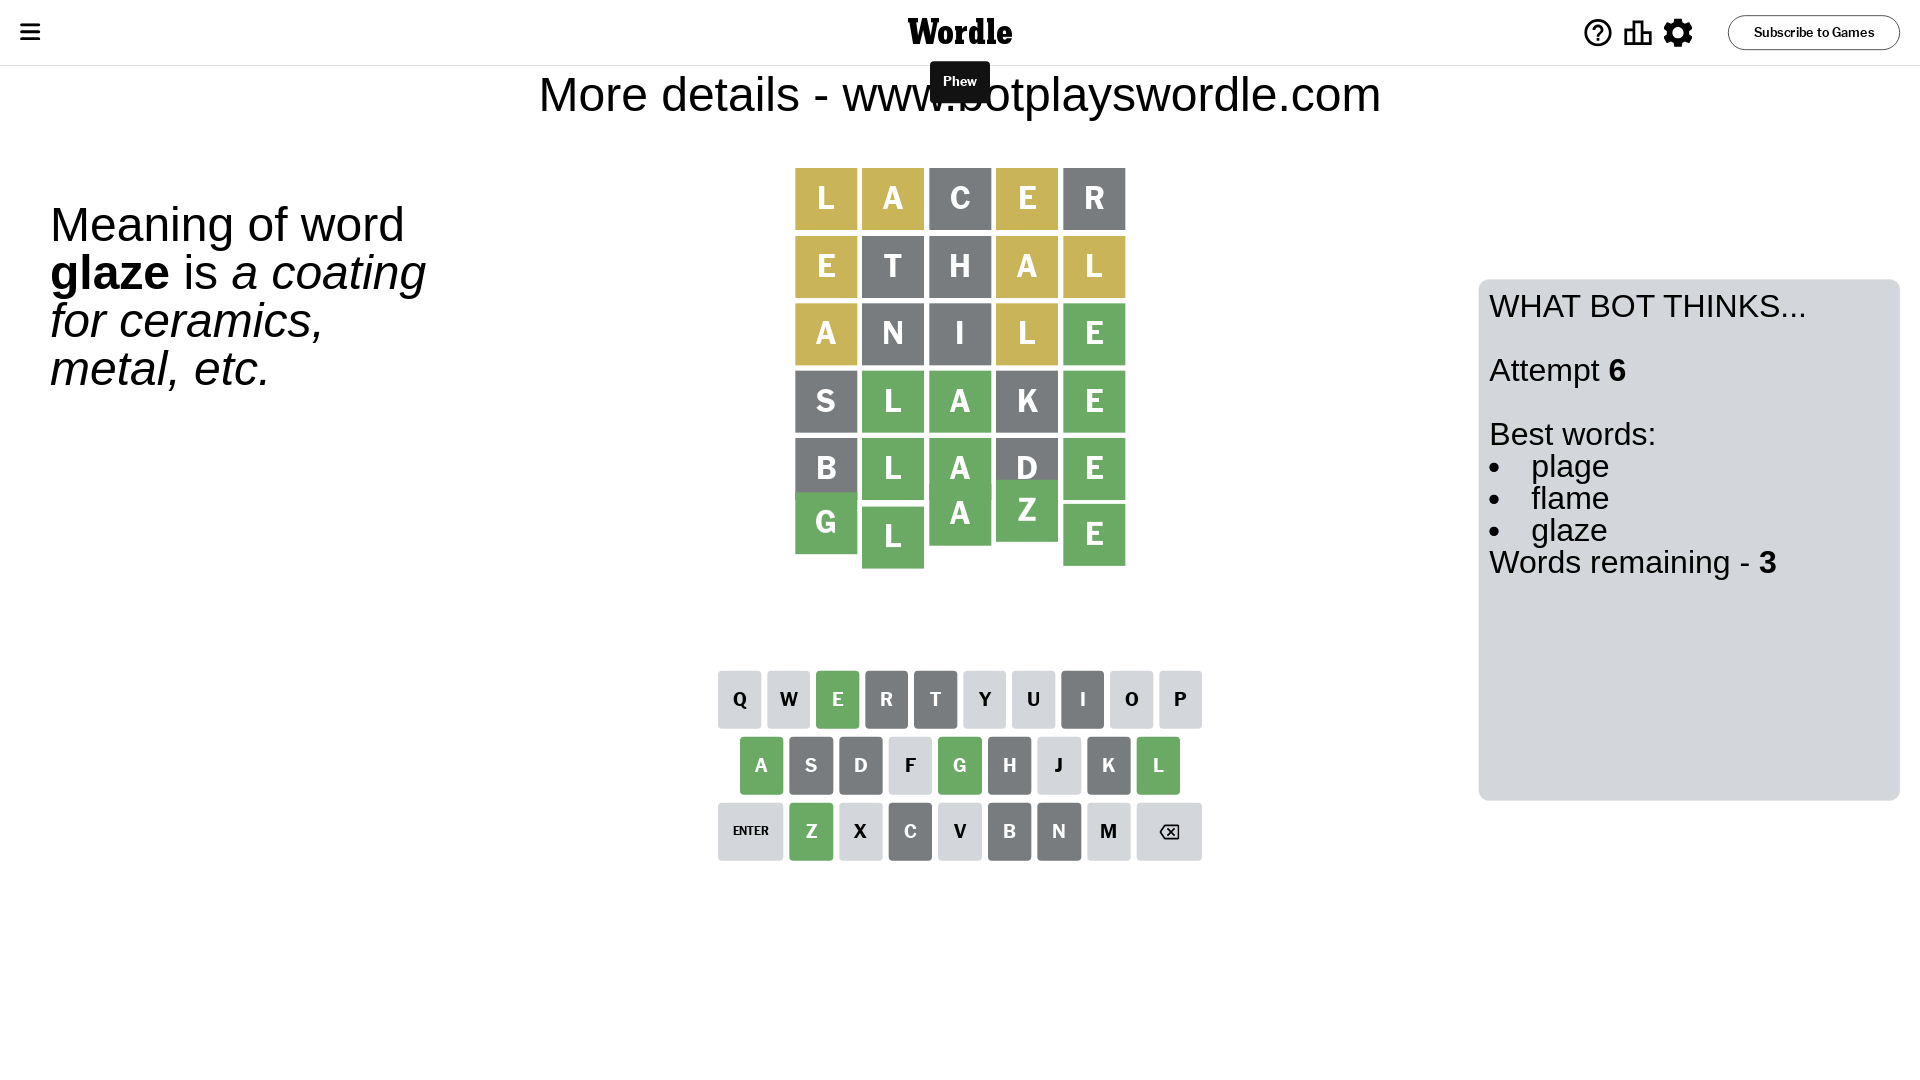 Wordle
Subscribe to Games
Phew
More details - www.botplayswordle.com
Meaning of word
glaze is a coating
for ceramics,
metal, etc.
L A C E R
E T H A L
A N I L E
S L A K E
B L A D E
G L A Z E
WHAT BOT THINKS...
Attempt 6
Best words:
• plage
• flame
• glaze
Words remaining - 3
Q W E R T Y U I O P
A S D F G H J K L
ENTER Z X C V B N M